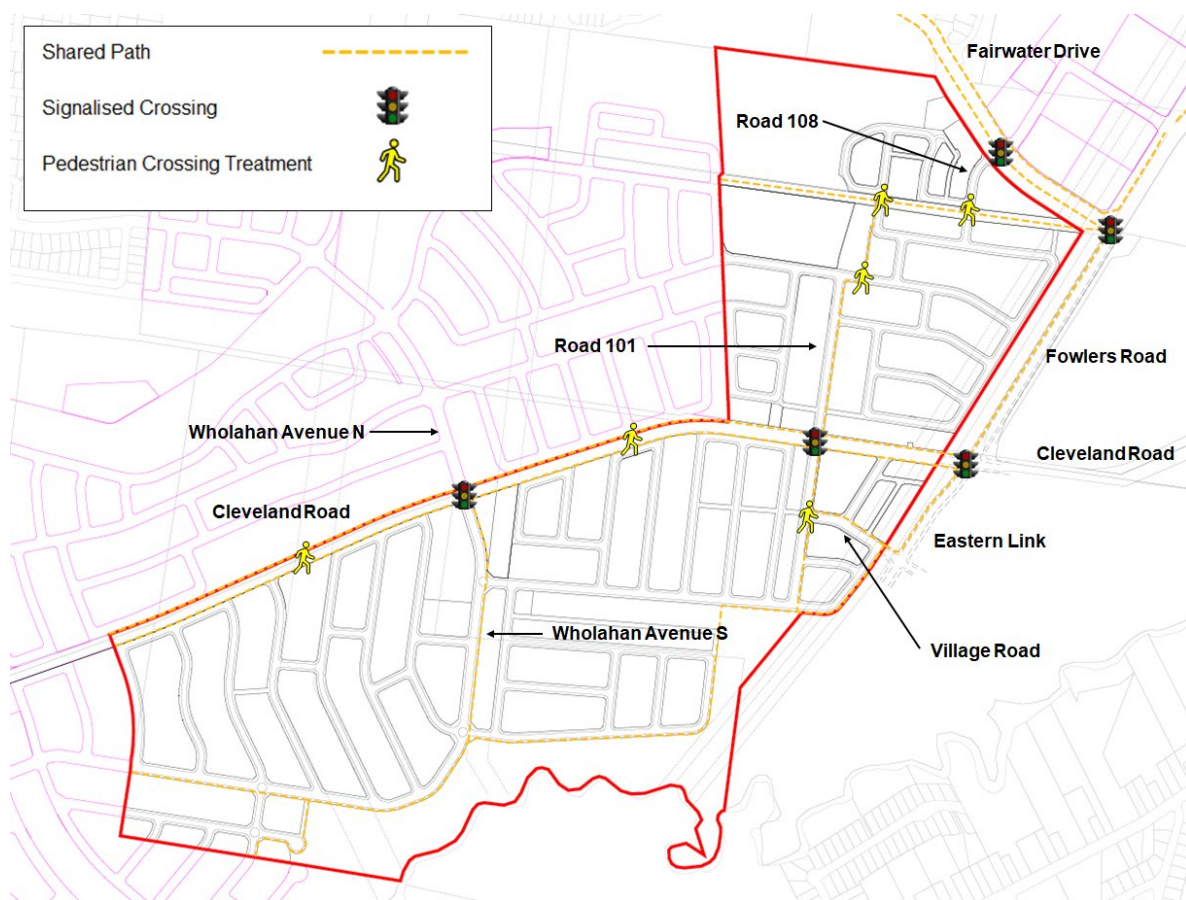 Shared Path
Signalised Crossing
Pedestrian Crossing Treatment
Fairwater Drive
Road 108
Road 101
Fowlers Road
Wholahan Avenue N
Cleveland Road
Cleveland Road
Eastern Link
Wholahan Avenue S
Village Road